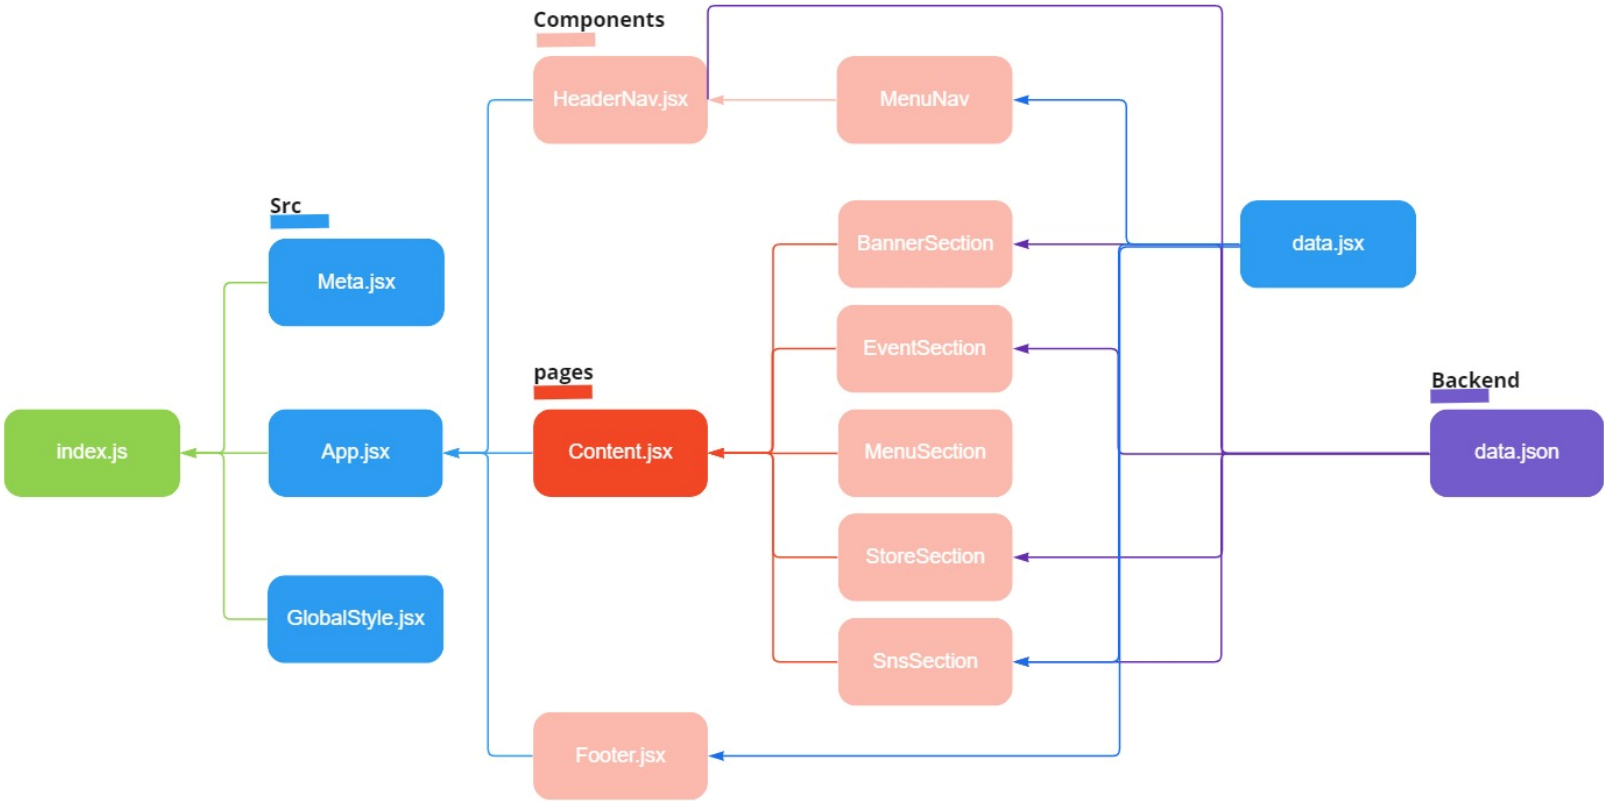 Components
HeaderNav.jsx
MenuNav
Src
BannerSection
data.jsx
Meta.jsx
EventSection
pages
Backend
index.js
App.jsx
Content.jsx
MenuSection
data.json
StoreSection
GlobalStyle.jsx
SnsSection
Footer.jsx